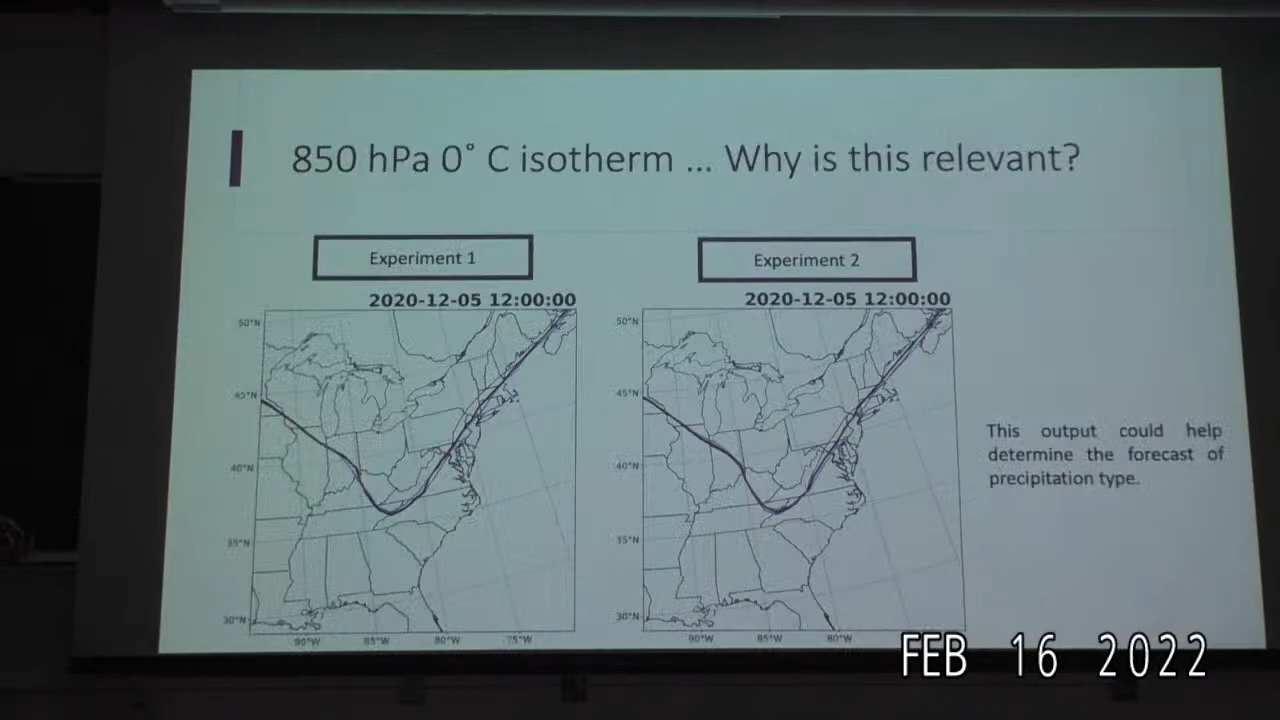 850 hPa 0° C isotherm ... Why is this relevant?
Experiment 1
Experiment 2
2020-12-05 12:00:00
2020-12-05 12:00:00
50°N
45°N
40°N
35°N
30°N
90°W
85°W
80°W
75°W
50°N
45°N
40°N
35°N
30°N
90°W
85°W
80°W
This output could help
determine the forecast of
precipitation type.
FEB 16 2022